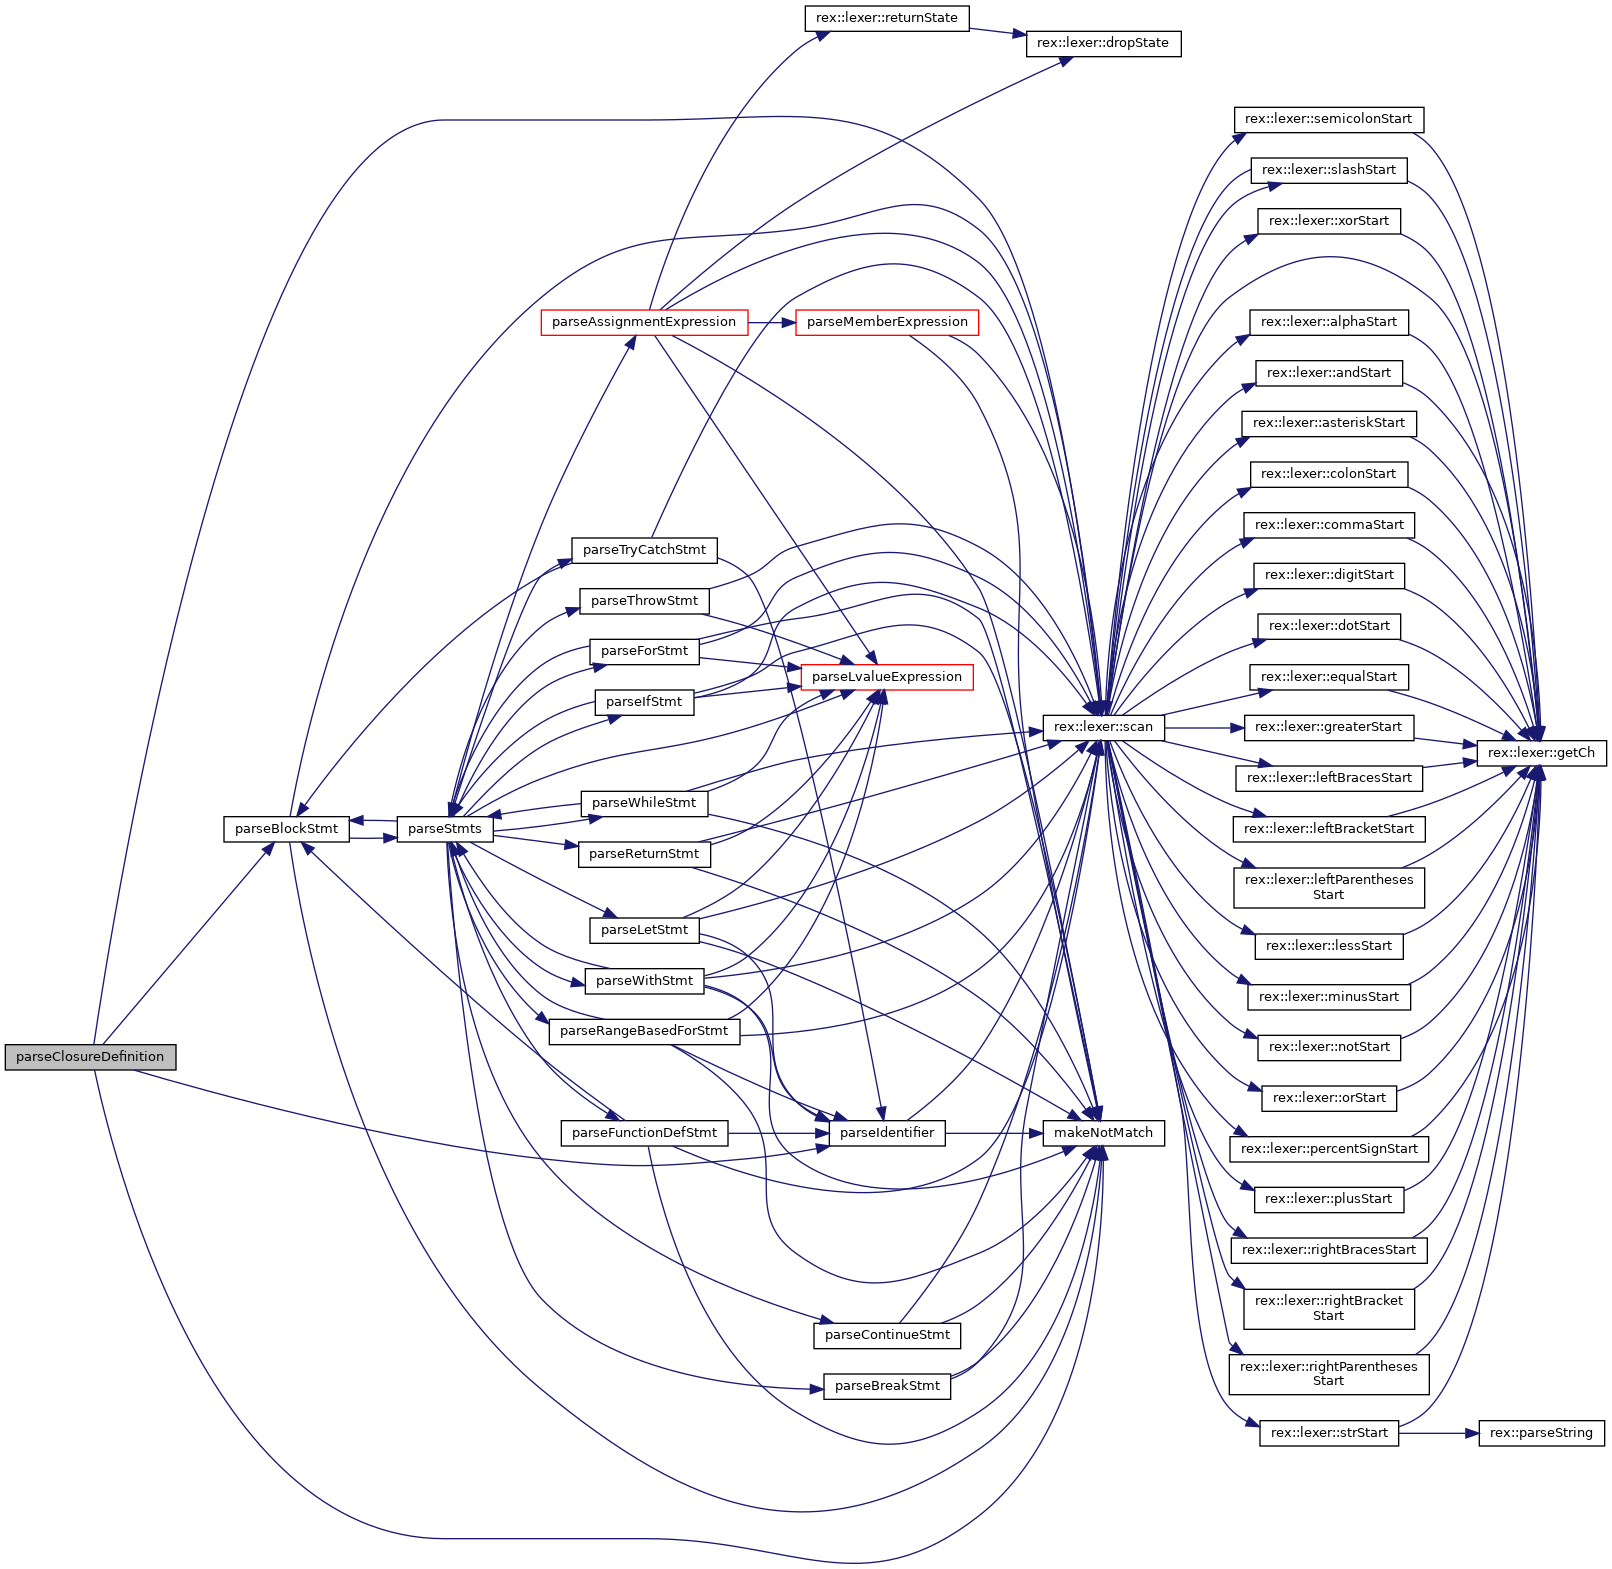 rex::lexer::returnState
rex::lexer::dropState
rex::lexer::semicolonStart
rex::lexer::slashStart
rex::lexer::xorStart
parseAssignmentExpression
parseMemberExpression
rex::lexer::alphaStart
rex::lexer::andStart
rex::lexer::asteriskStart
rex::lexer::colonStart
rex::lexer::commaStart
parseTryCatchStmt
rex::lexer::digitStart
parseThrowStmt
rex::lexer::dotStart
parseForStmt
parseLvalueExpression
rex::lexer::equalStart
parseIfStmt
rex::lexer::scan
rex::lexer::greaterStart
rex::lexer::getCh
rex::lexer::leftBracesStart
parseWhileStmt
parseBlockStmt
parseStmts
rex::lexer::leftBracketStart
parseReturnStmt
rex::lexer::leftParentheses
Start
parseLetStmt
rex::lexer::lessStart
parseWithStmt
rex::lexer::minusStart
parseRangeBasedForStmt
rex::lexer::notStart
parseClosureDefinition
rex::lexer::orStart
parseFunctionDefStmt
parseIdentifier
makeNotMatch
rex::lexer::percentSignStart
rex::lexer::plusStart
rex::lexer::rightBracesStart
rex::lexer::rightBracket
Start
parseContinueStmt
rex::lexer::rightParentheses
Start
parseBreakStmt
rex::lexer::strStart
rex::parseString